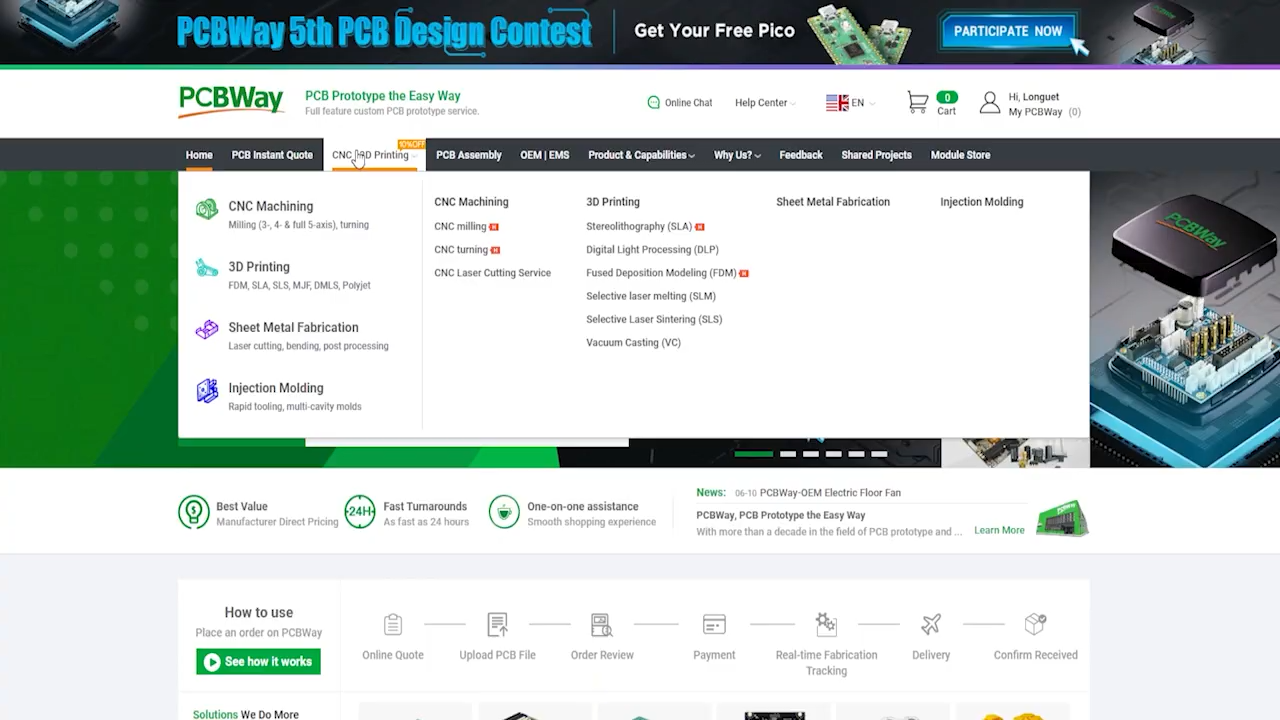 PCBWay 5th PCB Design Contest
Get Your Free Pico
PARTICIPATE NOW
PCBWay
PCB Prototype the Easy Way
Full feature custom PCB prototype service.
Online Chat
Help Center
EN
0
Cart
Hi, Longuet
My PCBWAY (0)
Home
PCB Instant Quote
CNC | 3D Printing
10%OFF
PCB Assembly
OEM | EMS
Product & Capabilities
Why Us?
Feedback
Shared Projects
Module Store
CNC Machining
Milling (3-, 4- & full 5-axis), turning
3D Printing
FDM, SLA, SLS, MJF, DMLS, Polyjet
Sheet Metal Fabrication
Laser cutting, bending, post processing
Injection Molding
Rapid tooling, multi-cavity molds
CNC Machining
CNC milling H
CNC turning H
CNC Laser Cutting Service
3D Printing
Stereolithography (SLA) H
Digital Light Processing (DLP)
Fused Deposition Modeling (FDM) H
Selective laser melting (SLM)
Selective Laser Sintering (SLS)
Vacuum Casting (VC)
Sheet Metal Fabrication
Injection Molding
PCBWay
Best Value
Manufacturer Direct Pricing
24H
Fast Turnarounds
As fast as 24 hours
One-on-one assistance
Smooth shopping experience
News: 06-10 PCBWay-OEM Electric Floor Fan
PCBWay, PCB Prototype the Easy Way
With more than a decade in the field of PCB prototype and ...
Learn More
How to use
Place an order on PCBWay
See how it works
Online Quote
Upload PCB File
Order Review
Payment
Real-time Fabrication
Tracking
Delivery
Confirm Received
Solutions We Do More